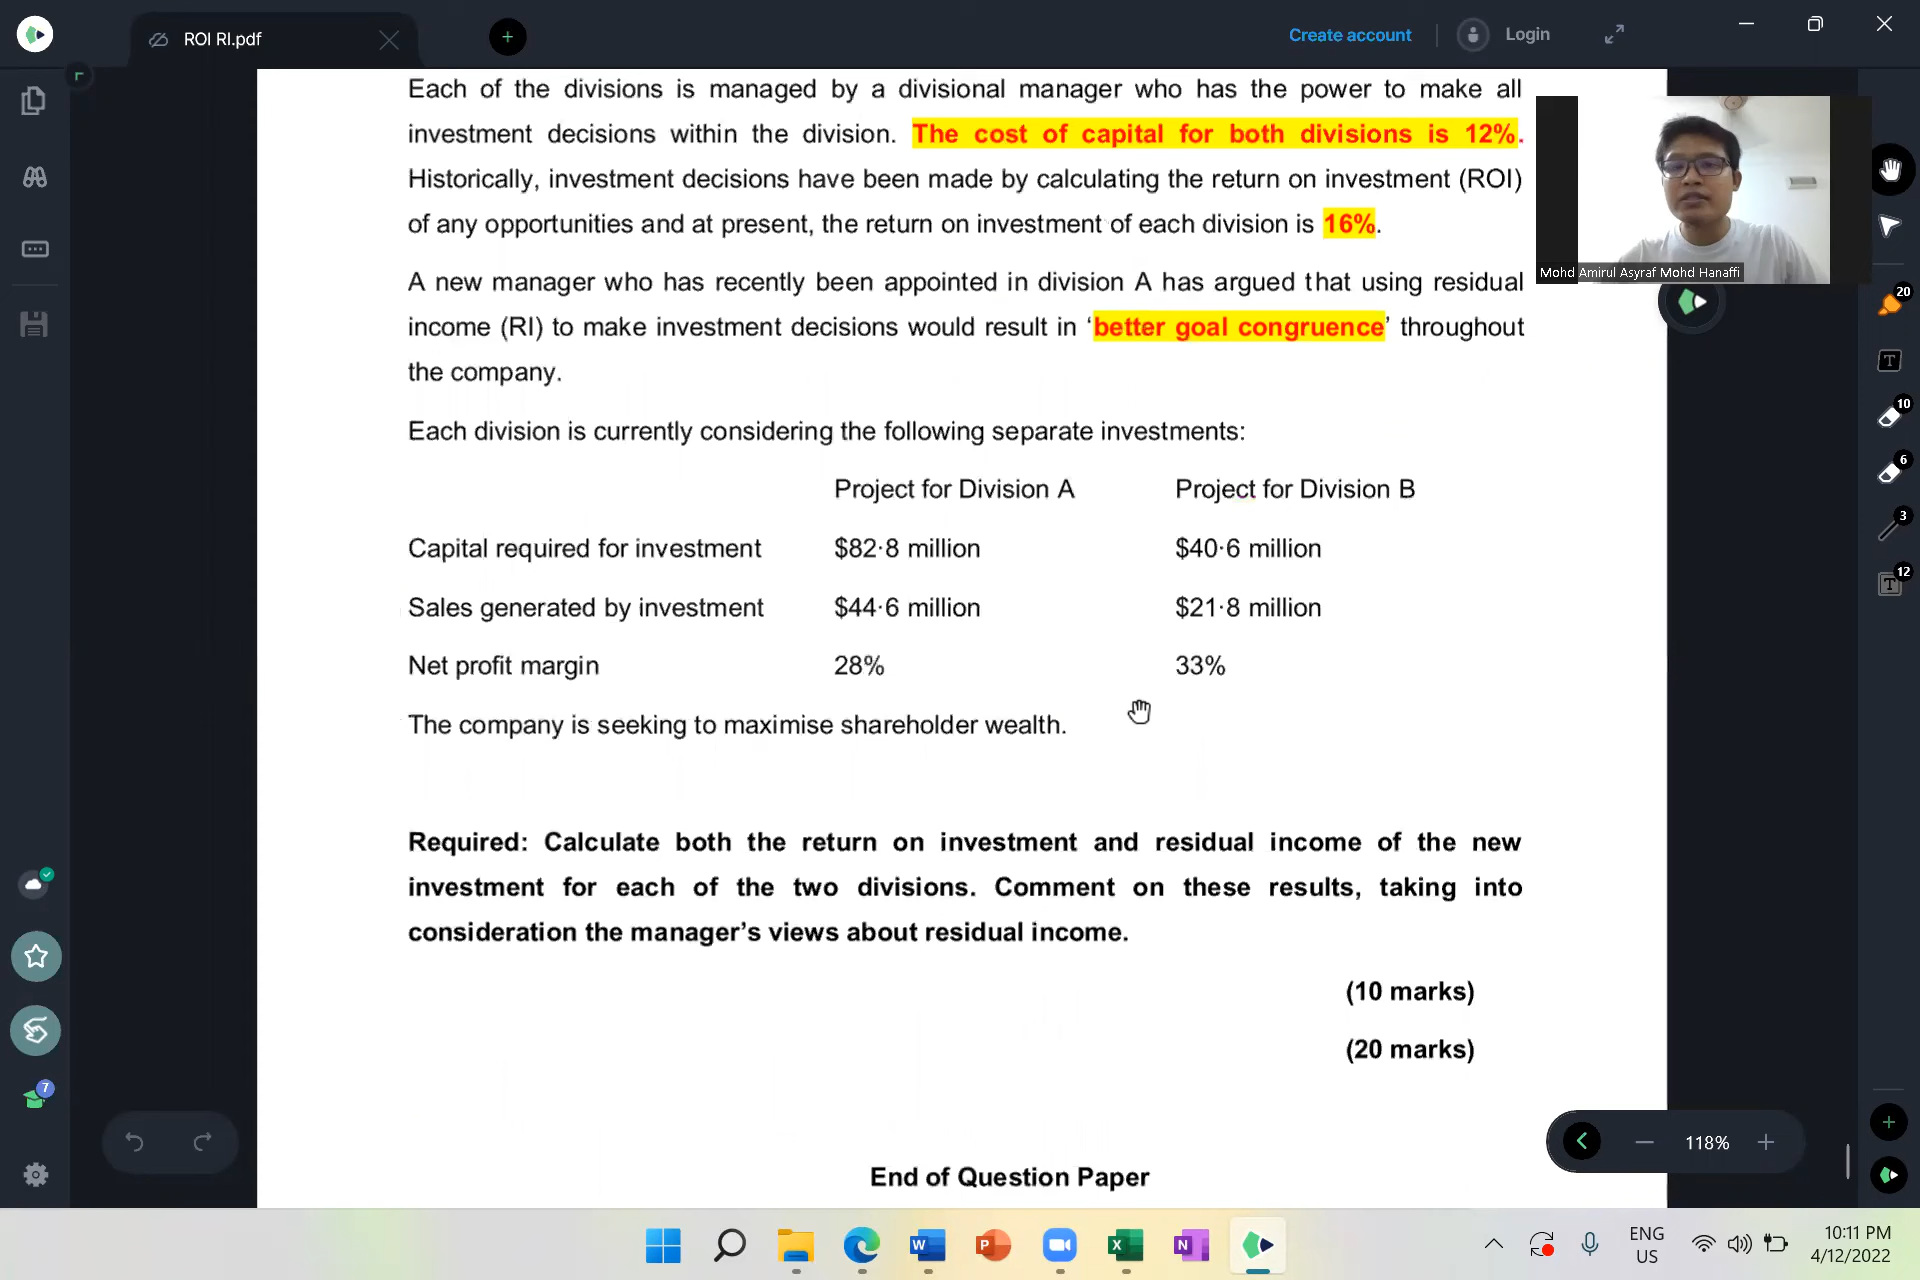 ROI RI.pdf
Create account
Login
Each of the divisions is managed by a divisional manager who has the power to make all
investment decisions within the division. The cost of capital for both divisions is 12%.
Historically, investment decisions have been made by calculating the return on investment (ROI)
of any opportunities and at present, the return on investment of each division is 16%.
Mohd Amirul Asyraf Mohd Hanaffi
A new manager who has recently been appointed in division A has argued that using residual
income (RI) to make investment decisions would result in ‘better goal congruence’ throughout
the company.
Each division is currently considering the following separate investments:
Project for Division A Project for Division B
Capital required for investment $82·8 million $40·6 million
Sales generated by investment $44·6 million $21·8 million
Net profit margin 28% 33%
The company is seeking to maximise shareholder wealth.
Required: Calculate both the return on investment and residual income of the new
investment for each of the two divisions. Comment on these results, taking into
consideration the manager’s views about residual income.
(10 marks)
(20 marks)
End of Question Paper
20
T
10
6
3
T 12
7
118%
W
P
X
N
ENG
US
10:11 PM
4/12/2022